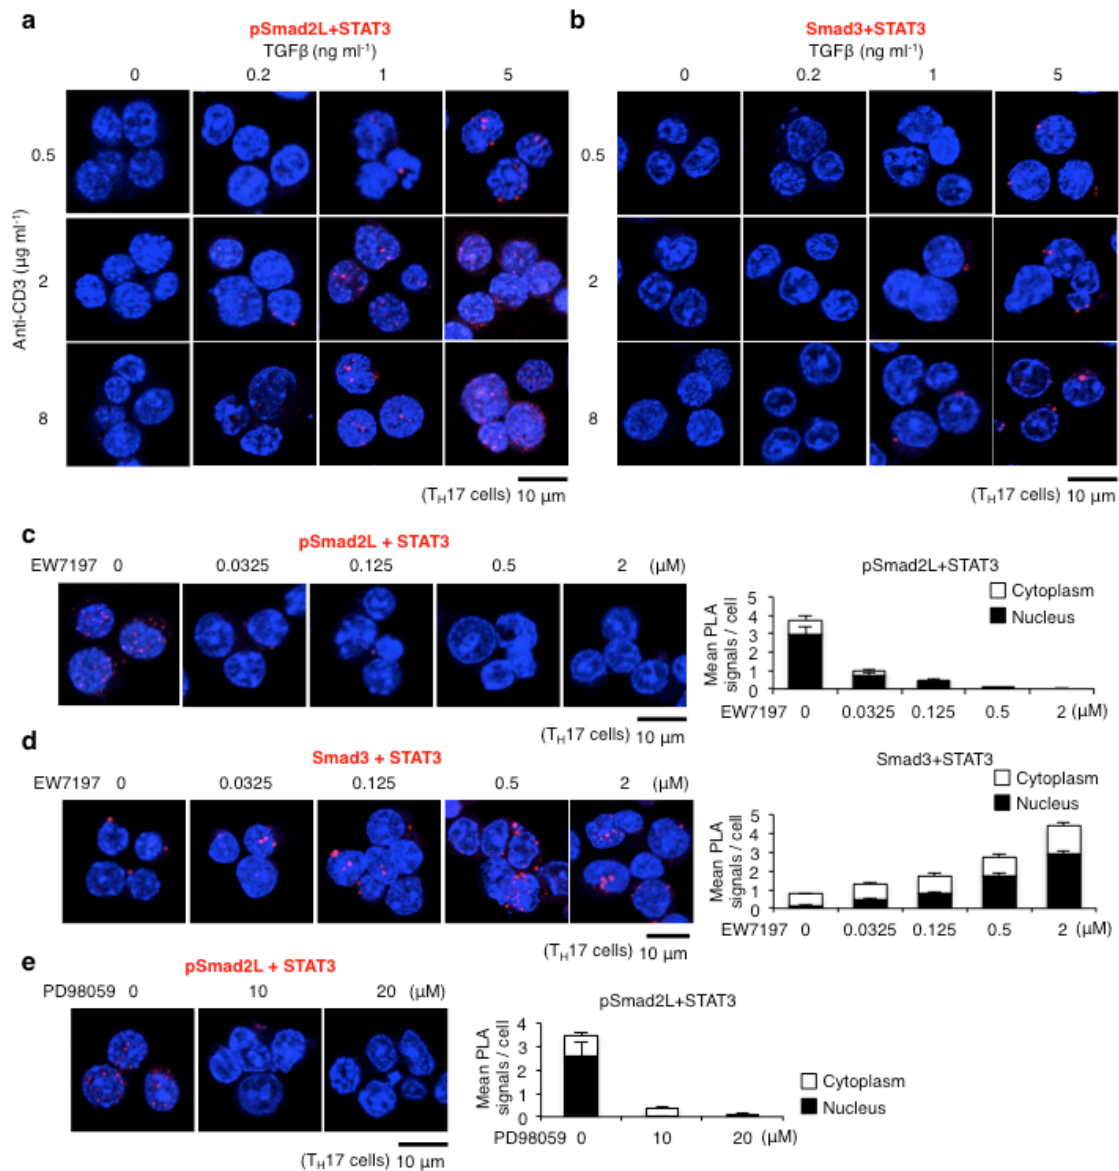 a
pSmad2L+STAT3
TGFβ (ng ml⁻¹)
0 0.2 1 5
Anti-CD3 (μg ml⁻¹)
0.5
2
8
(TH17 cells) 10 μm
b
Smad3+STAT3
TGFβ (ng ml⁻¹)
0 0.2 1 5
0.5
2
8
(TH17 cells) 10 μm
c
pSmad2L + STAT3
EW7197 0 0.0325 0.125 0.5 2 (μM)
(TH17 cells) 10 μm
pSmad2L+STAT3
Cytoplasm
Nucleus
Mean PLA
signals / cell
5
4
3
2
1
0
EW7197 0 0.0325 0.125 0.5 2 (μM)
d
Smad3 + STAT3
EW7197 0 0.0325 0.125 0.5 2 (μM)
(TH17 cells) 10 μm
Smad3+STAT3
Cytoplasm
Nucleus
Mean PLA
signals / cell
5
4
3
2
1
0
EW7197 0 0.0325 0.125 0.5 2 (μM)
e
pSmad2L + STAT3
PD98059 0 10 20 (μM)
(TH17 cells) 10 μm
pSmad2L+STAT3
Mean PLA
signals / cell
4
3
2
1
0
Cytoplasm
Nucleus
PD98059 0 10 20 (μM)